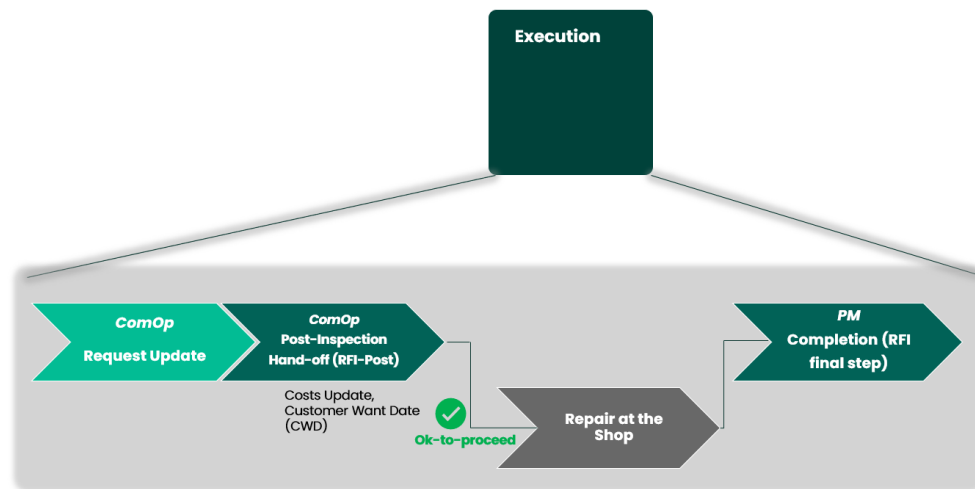 Execution
ComOp
Request Update
ComOp
Post-Inspection
Hand-off (RFI-Post)
Costs Update,
Customer Want Date
(CWD)
Ok-to-proceed
Repair at the
Shop
PM
Completion (RFI
final step)